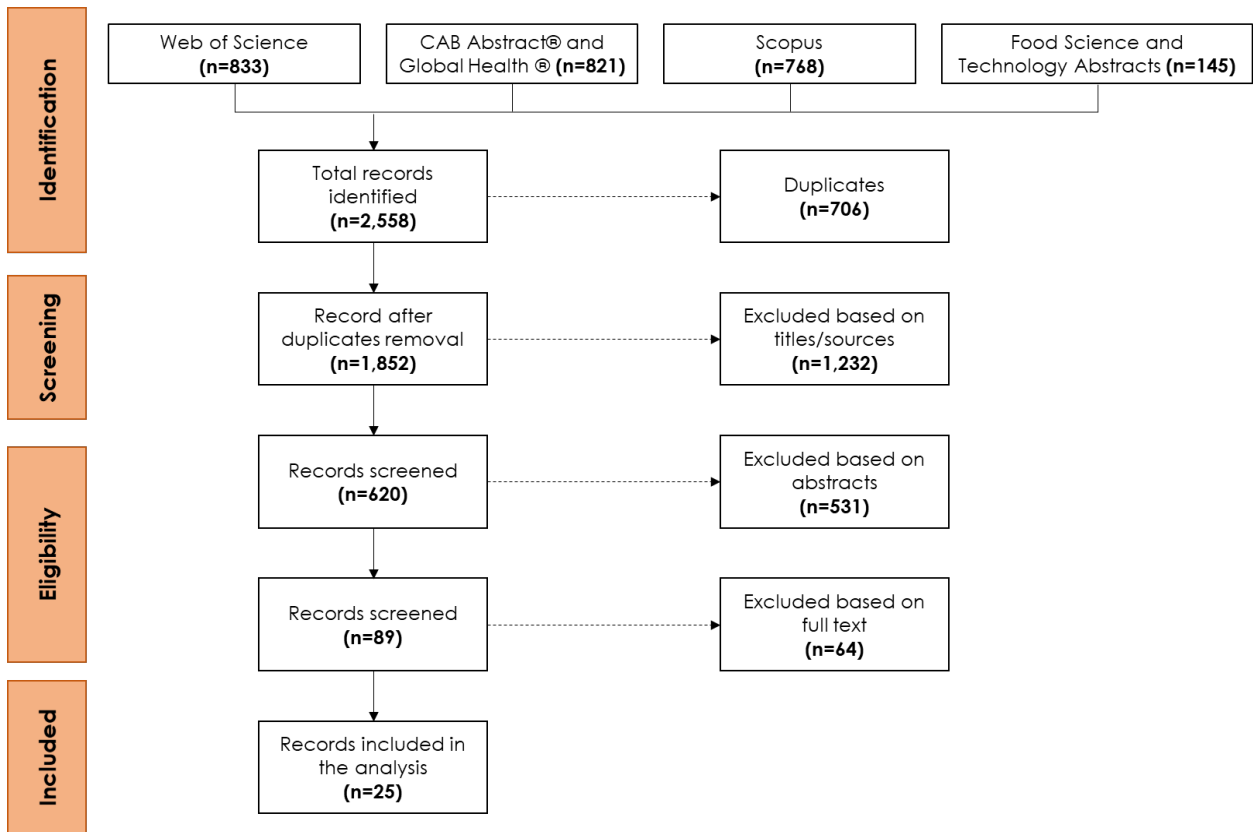 Identification
Web of Science
(n=833)
CAB Abstract® and
Global Health ® (n=821)
Scopus
(n=768)
Food Science and
Technology Abstracts (n=145)
Total records
identified
(n=2,558)
Duplicates
(n=706)
Screening
Record after
duplicates removal
(n=1,852)
Excluded based on
titles/sources
(n=1,232)
Eligibility
Records screened
(n=620)
Excluded based on
abstracts
(n=531)
Records screened
(n=89)
Excluded based on
full text
(n=64)
Included
Records included in
the analysis
(n=25)